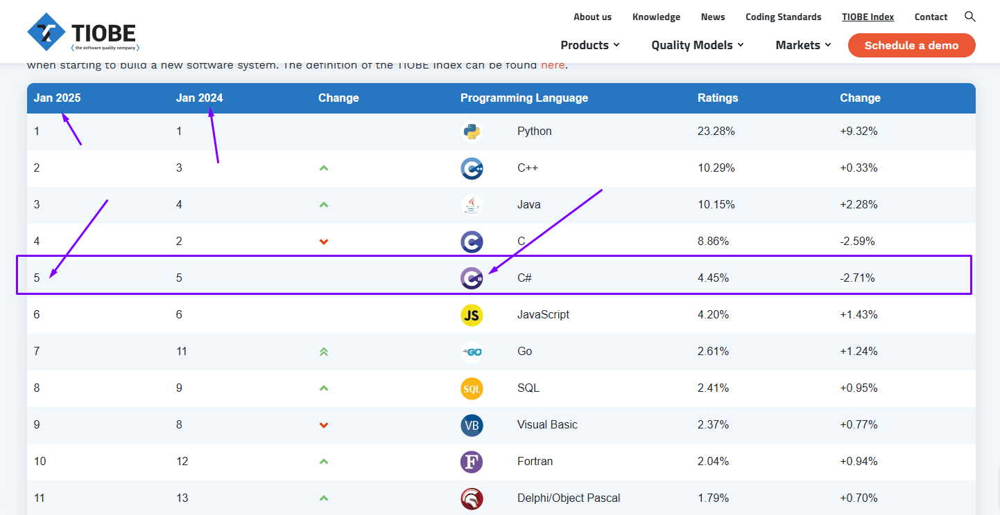 About us Knowledge News Coding Standards TIOBE Index Contact
TIOBE
(the software quality company)
Products Quality Models Markets Schedule a demo
when starting to build a new software system. The definition of the TIOBE index can be found here.
Jan 2025 Jan 2024 Change Programming Language Ratings Change
1 1 Python 23.28% +9.32%
2 3 C++ 10.29% +0.33%
3 4 Java 10.15% +2.28%
4 2 C 8.86% -2.59%
5 5 C# 4.45% -2.71%
6 6 JS JavaScript 4.20% +1.43%
7 11 GO Go 2.61% +1.24%
8 9 SQL SQL 2.41% +0.95%
9 8 VB Visual Basic 2.37% +0.77%
10 12 F Fortran 2.04% +0.94%
11 13 Delphi/Object Pascal 1.79% +0.70%